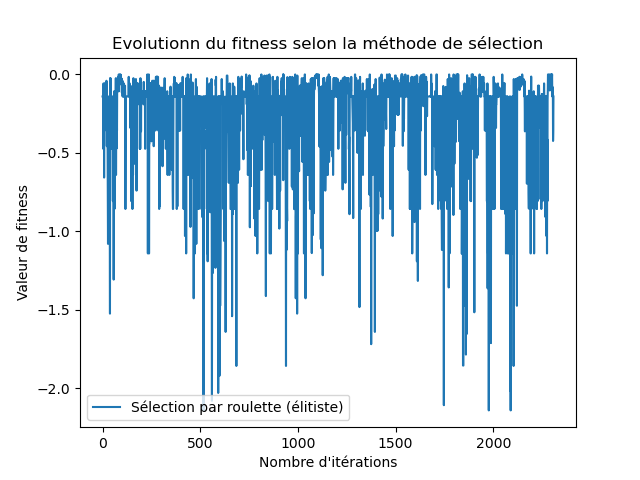 Evolutionn du fitness selon la méthode de sélection
Valeur de fitness
0.0
−0.5
−1.0
−1.5
−2.0
Sélection par roulette (élitiste)
0 500 1000 1500 2000
Nombre d'itérations